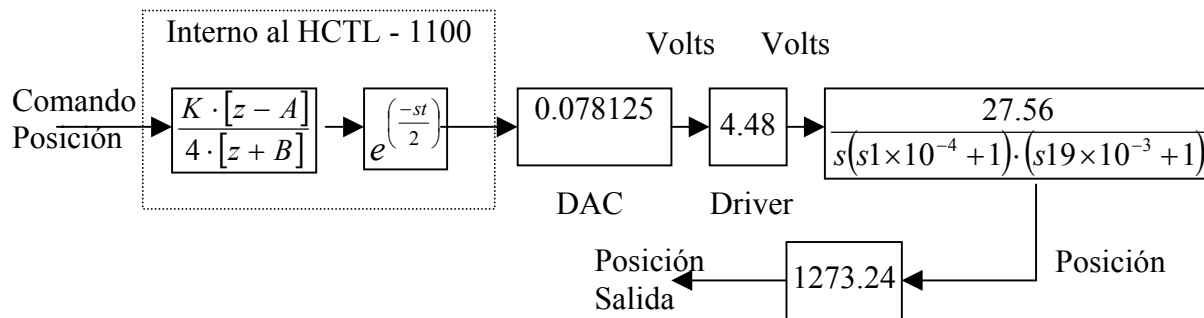 Interno al HCTL - 1100
Volts Volts
Comando
Posición
K · [z − A]
4 · [z + B]
e^(−st/2)
0.078125
4.48
27.56
s(s1×10^−4 + 1)·(s19×10^−3 + 1)
DAC
Driver
Posición
Salida
1273.24
Posición